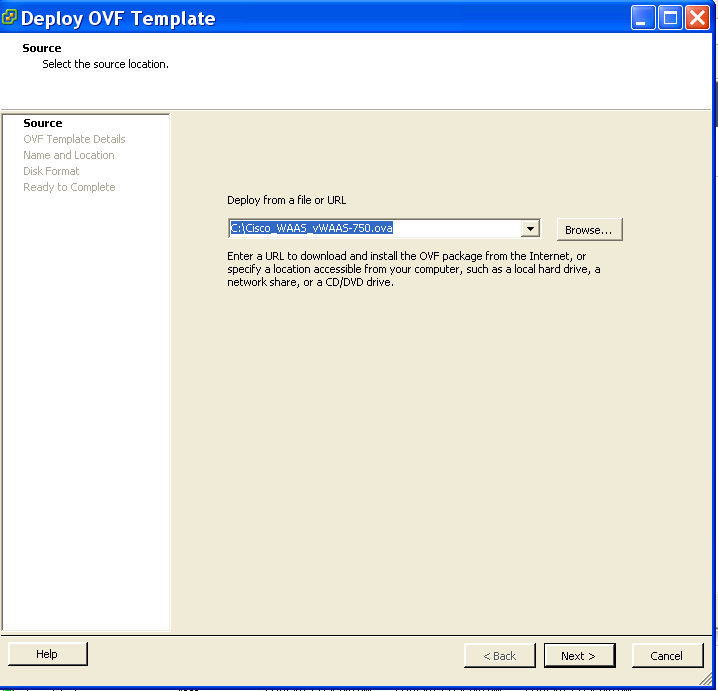 Deploy OVF Template
Source
Select the source location.
Source
OVF Template Details
Name and Location
Disk Format
Ready to Complete
Deploy from a file or URL
C:\Cisco_WAAS_vWAAS-750.ova
Browse...
Enter a URL to download and install the OVF package from the Internet, or
specify a location accessible from your computer, such as a local hard drive, a
network share, or a CD/DVD drive.
Help
< Back
Next >
Cancel